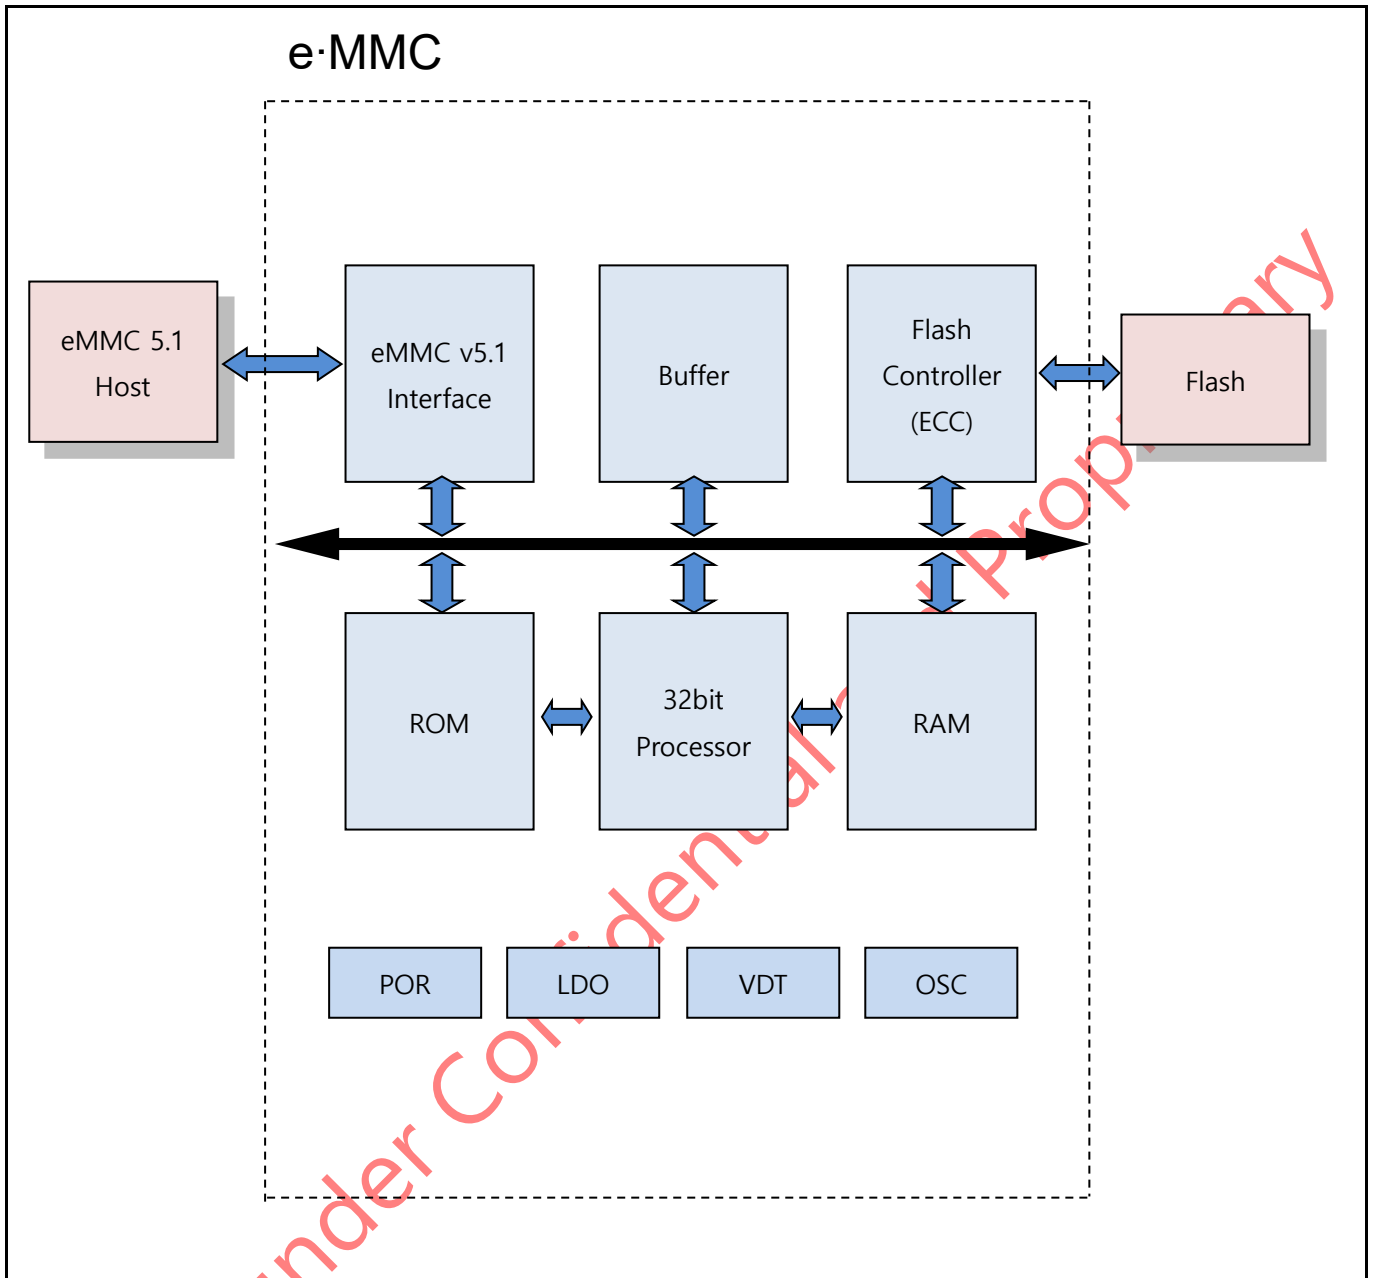 e·MMC
eMMC 5.1
Host
eMMC v5.1
Interface
Buffer
Flash
Controller
(ECC)
Flash
ROM
32bit
Processor
RAM
POR
LDO
VDT
OSC